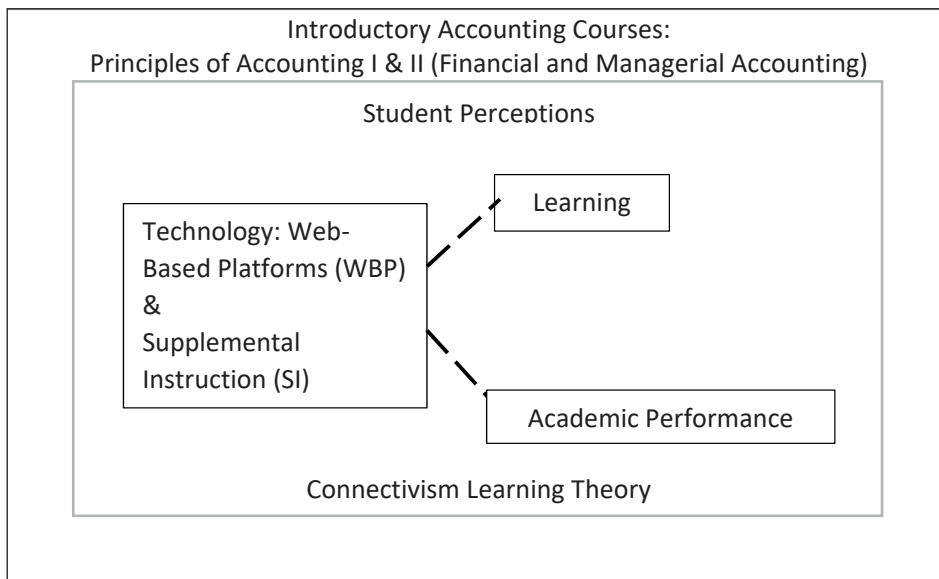 Introductory Accounting Courses:
Principles of Accounting I & II (Financial and Managerial Accounting)
Student Perceptions
Learning
Technology: Web-
Based Platforms (WBP)
&
Supplemental
Instruction (SI)
Academic Performance
Connectivism Learning Theory